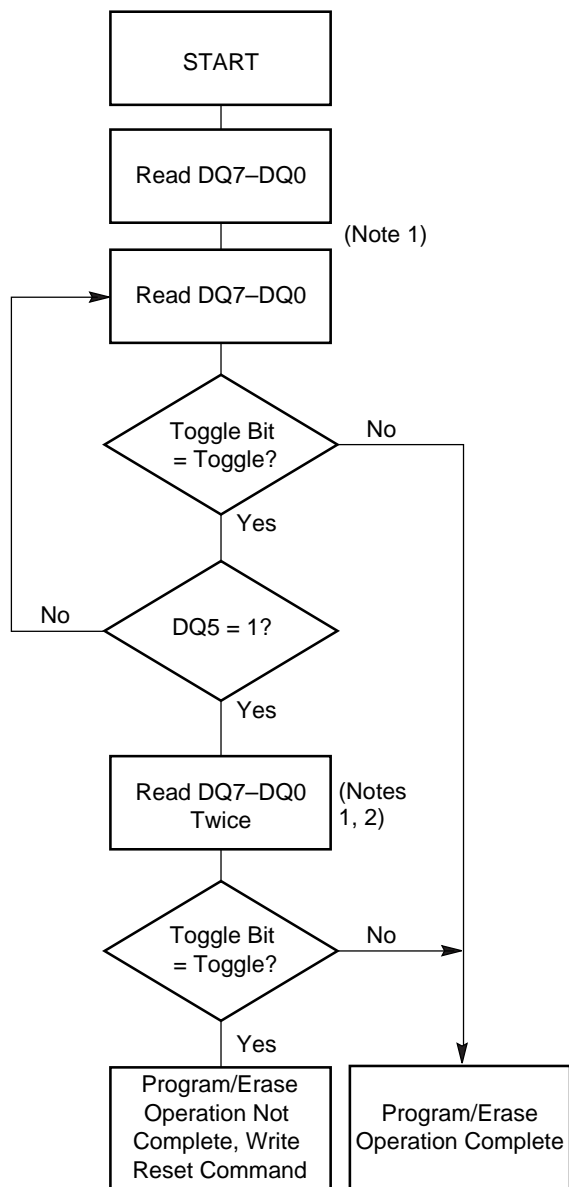 START
Read DQ7–DQ0
(Note 1)
Read DQ7–DQ0
Toggle Bit
= Toggle?
No
Yes
No
DQ5 = 1?
Yes
Read DQ7–DQ0
Twice
(Notes
1, 2)
Toggle Bit
= Toggle?
No
Yes
Program/Erase
Operation Not
Complete, Write
Reset Command
Program/Erase
Operation Complete